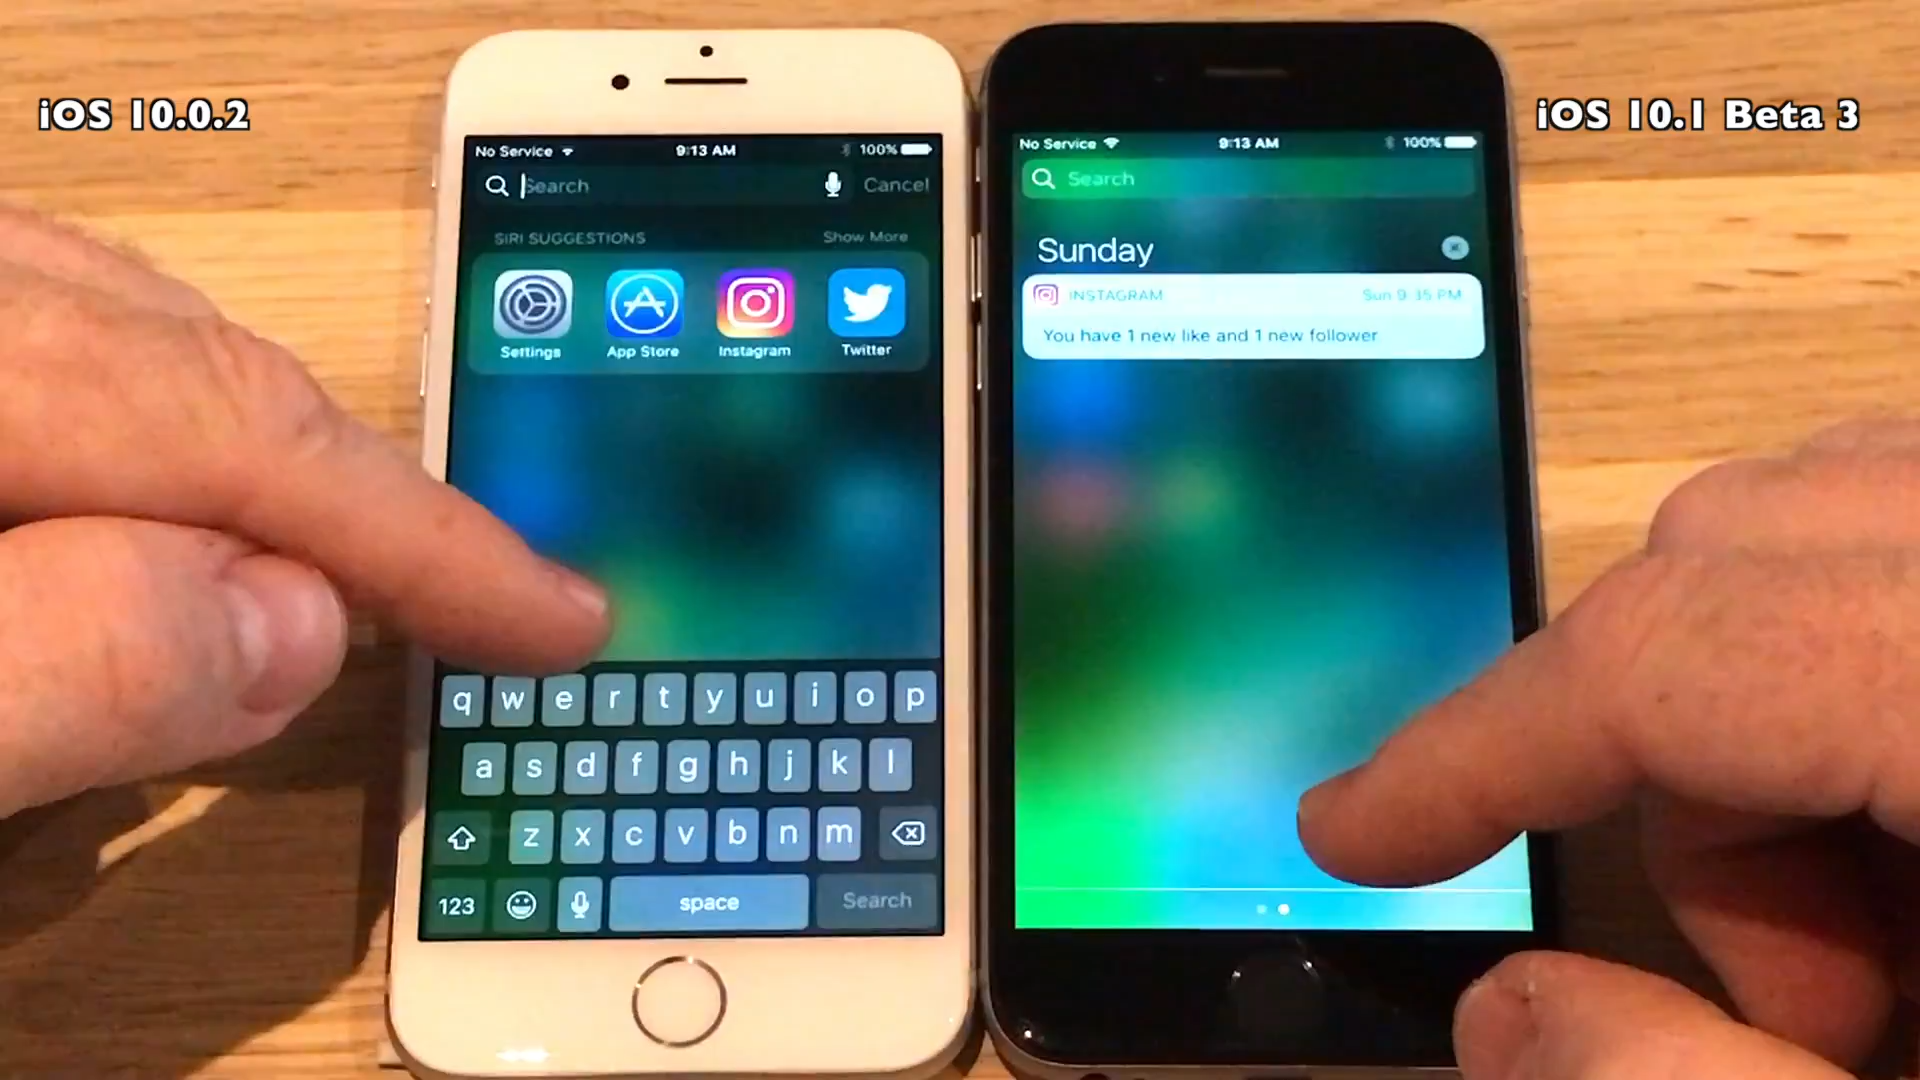 iOS 10.0.2
iOS 10.1 Beta 3
No Service
9:13 AM
100%
Search
Cancel
SIRI SUGGESTIONS
Show More
Settings
App Store
Instagram
Twitter
q w e r t y u i o p
a s d f g h j k l
z x c v b n m
123
space
Search
No Service
9:13 AM
100%
Search
Sunday
INSTAGRAM
Sun 9:35 PM
You have 1 new like and 1 new follower